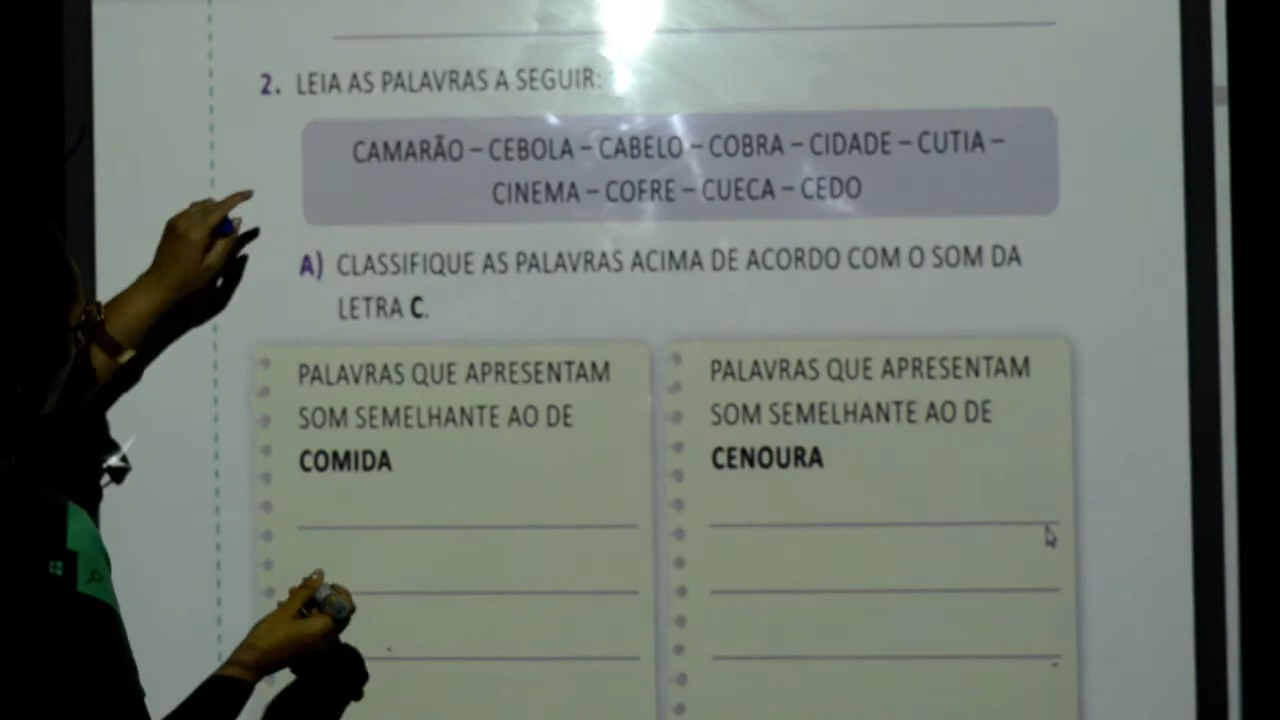 2. LEIA AS PALAVRAS A SEGUIR:
CAMARÃO – CEBOLA – CABELO – COBRA – CIDADE – CUTIA –
CINEMA – COFRE – CUECA – CEDO
A) CLASSIFIQUE AS PALAVRAS ACIMA DE ACORDO COM O SOM DA
LETRA C.
PALAVRAS QUE APRESENTAM
SOM SEMELHANTE AO DE
COMIDA
PALAVRAS QUE APRESENTAM
SOM SEMELHANTE AO DE
CENOURA